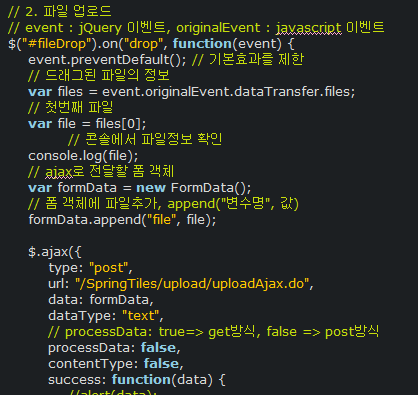 // 2. 파일 업로드
// event : jQuery 이벤트, originalEvent : javascript 이벤트
$("#fileDrop").on("drop", function(event) {
event.preventDefault(); // 기본효과를 제한
// 드래그된 파일의 정보
var files = event.originalEvent.dataTransfer.files;
// 첫번째 파일
var file = files[0];
// 콘솔에서 파일정보 확인
console.log(file);
// ajax로 전달할 폼 객체
var formData = new FormData();
// 폼 객체에 파일추가, append("변수명", 값)
formData.append("file", file);
$.ajax({
type: "post",
url: "/SpringTiles/upload/uploadAjax.do",
data: formData,
dataType: "text",
// processData: true=> get방식, false => post방식
processData: false,
contentType: false,
success: function(data) {
//alert(data);